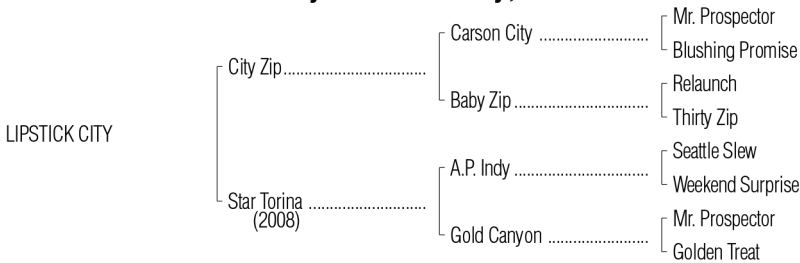 Mr. Prospector
Carson City ..............................
Blushing Promise
City Zip..................................
Relaunch
Baby Zip.....................................
Thirty Zip
LIPSTICK CITY
Seattle Slew
A.P. Indy .....................................
Weekend Surprise
Star Torina ............................
(2008)
Mr. Prospector
Gold Canyon ............................
Golden Treat